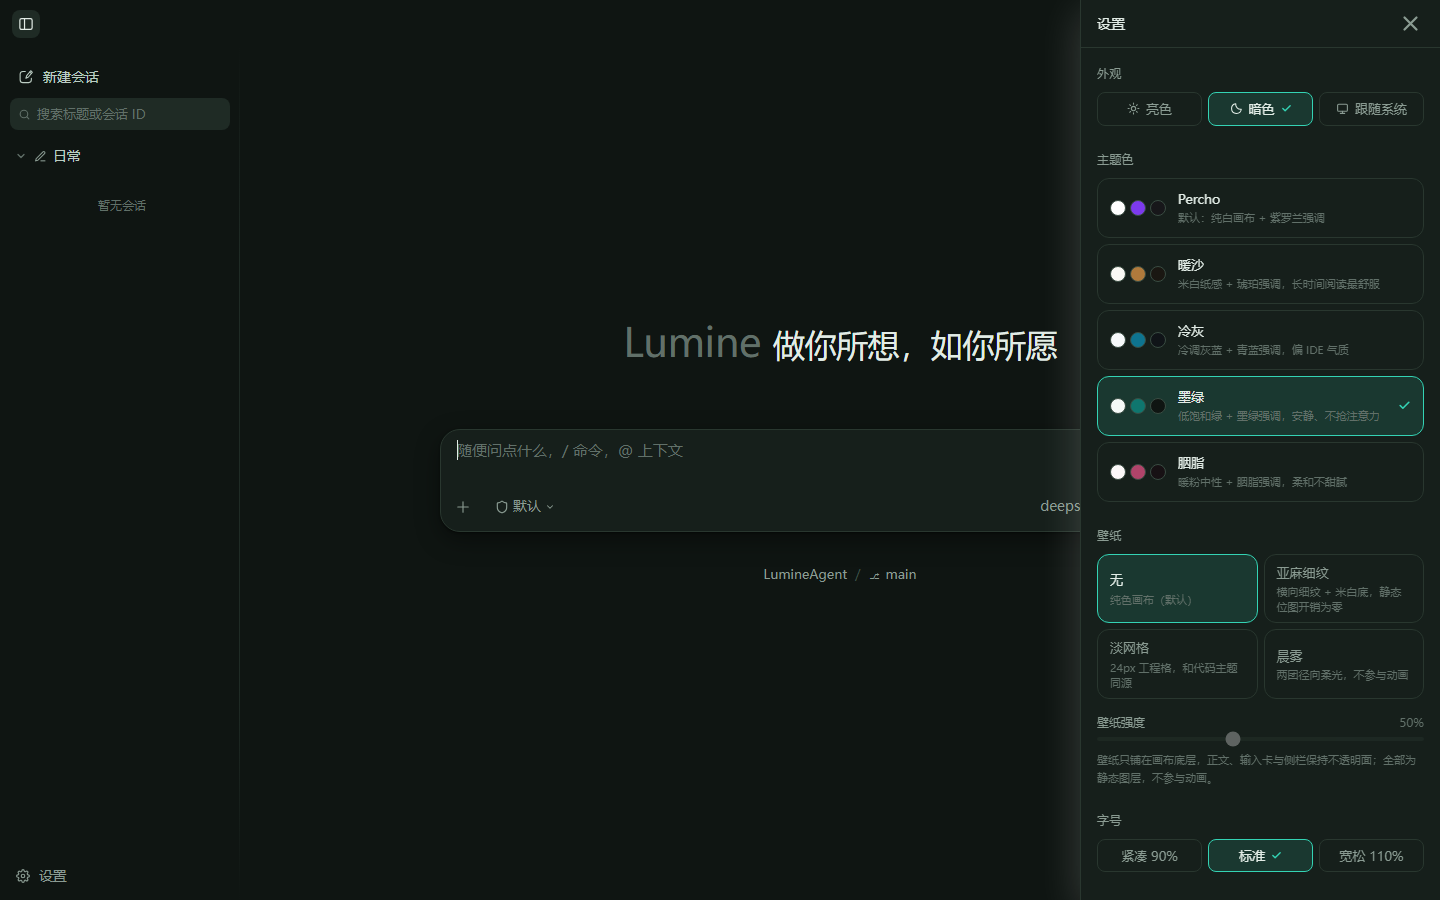 新建会话
搜索标题或会话 ID
日常
暂无会话
设置
Lumine 做你所想，如你所愿
随便问点什么，/ 命令，@ 上下文
默认
deeps
LumineAgent / main
设置
外观
亮色
暗色
跟随系统
主题色
Percho
默认：纯白画布 + 紫罗兰强调
暖沙
米白纸感 + 琥珀强调，长时间阅读最舒服
冷灰
冷调灰蓝 + 青蓝强调，偏 IDE 气质
墨绿
低饱和绿 + 墨绿强调，安静、不抢注意力
胭脂
暖粉中性 + 胭脂强调，柔和不甜腻
壁纸
无
纯色画布（默认）
亚麻细纹
横向细纹 + 米白底，静态
位图开销为零
淡网格
24px 工程格，和代码主题
同源
晨雾
两团径向柔光，不参与动画
壁纸强度
50%
壁纸只铺在画布底层，正文、输入卡与侧栏保持不透明面；全部为
静态图层，不参与动画。
字号
紧凑 90%
标准
宽松 110%